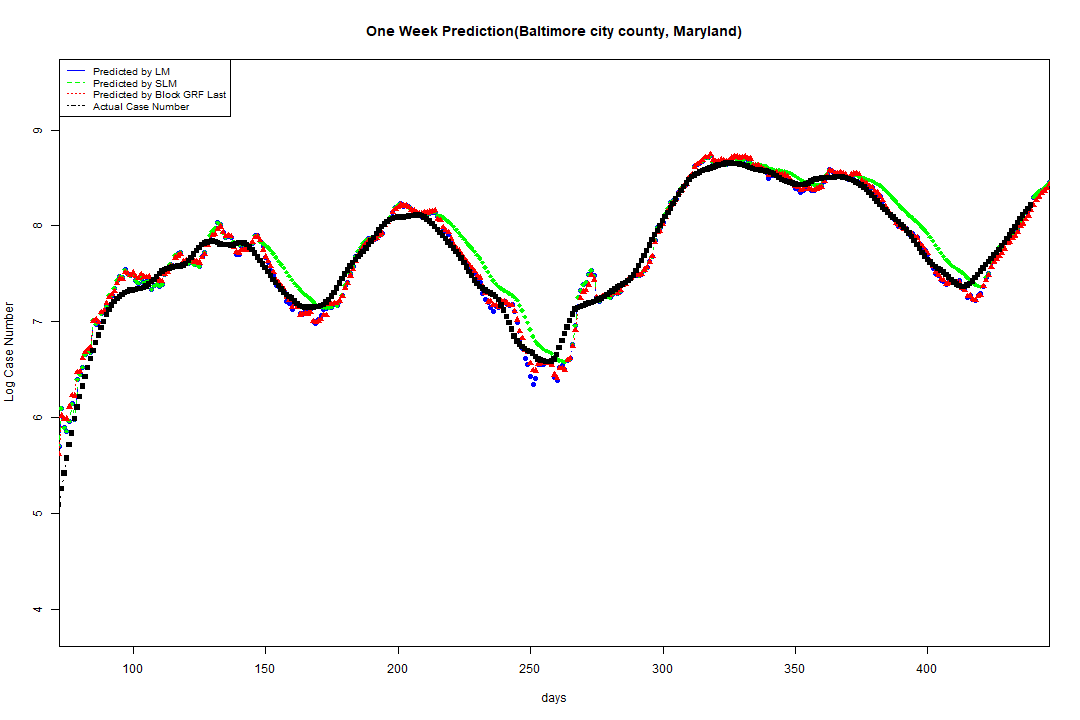 One Week Prediction(Baltimore city county, Maryland)
Predicted by LM
Predicted by SLM
Predicted by Block GRF Last
Actual Case Number
9
8
7
6
5
4
Log Case Number
100 150 200 250 300 350 400
days